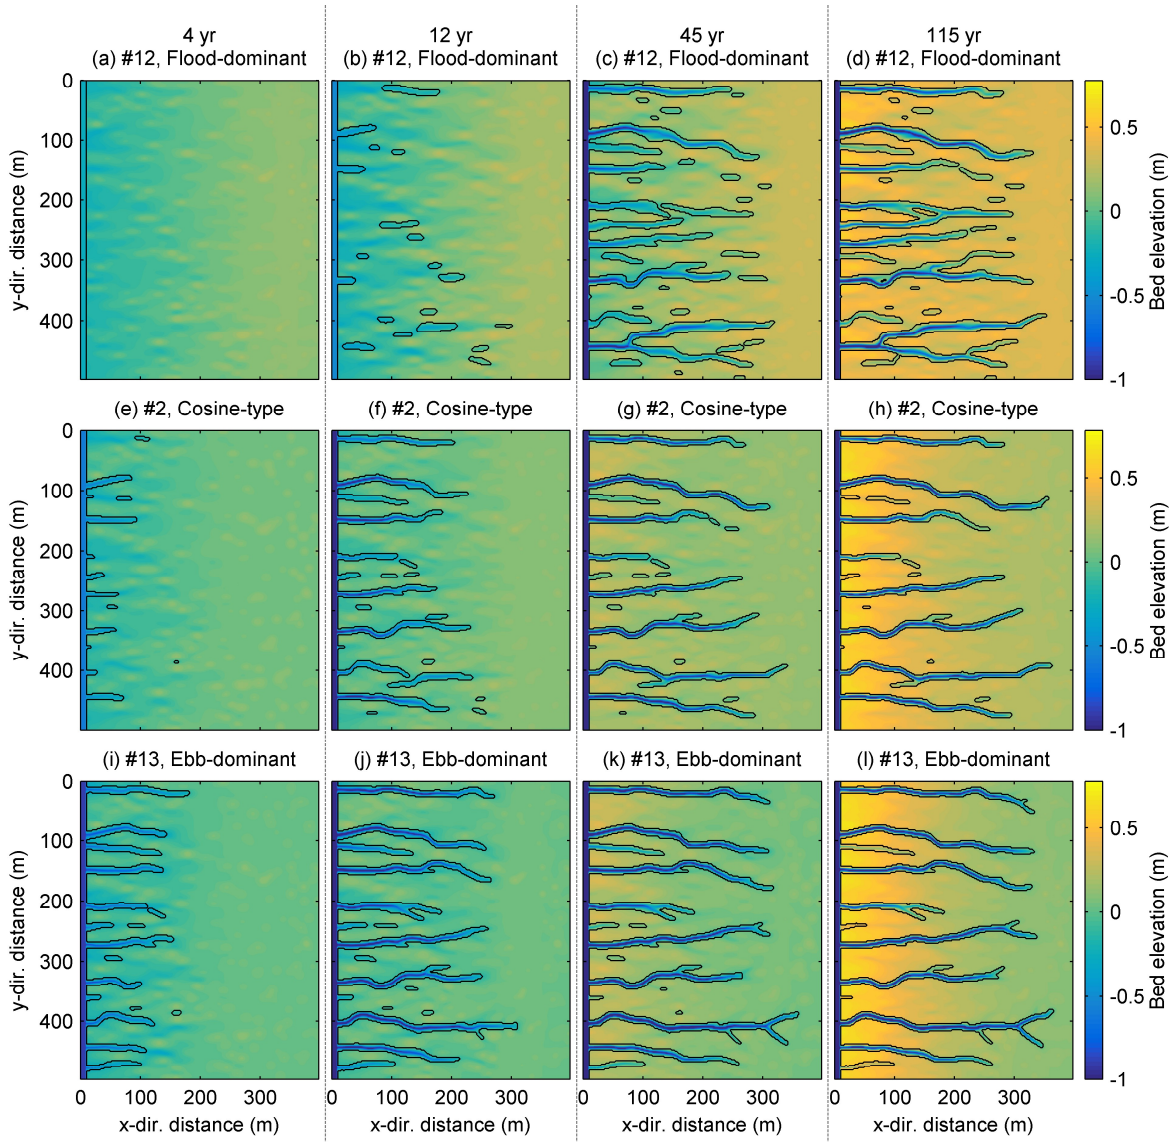 4 yr 12 yr 45 yr 115 yr
(a) #12, Flood-dominant (b) #12, Flood-dominant (c) #12, Flood-dominant (d) #12, Flood-dominant
0
100
200
300
400
y-dir. distance (m)
0.5
0
-0.5
-1
Bed elevation (m)
(e) #2, Cosine-type (f) #2, Cosine-type (g) #2, Cosine-type (h) #2, Cosine-type
0
100
200
300
400
y-dir. distance (m)
0.5
0
-0.5
-1
Bed elevation (m)
(i) #13, Ebb-dominant (j) #13, Ebb-dominant (k) #13, Ebb-dominant (l) #13, Ebb-dominant
0
100
200
300
400
y-dir. distance (m)
0.5
0
-0.5
-1
Bed elevation (m)
0 100 200 300 0 100 200 300 0 100 200 300 0 100 200 300
x-dir. distance (m) x-dir. distance (m) x-dir. distance (m) x-dir. distance (m)